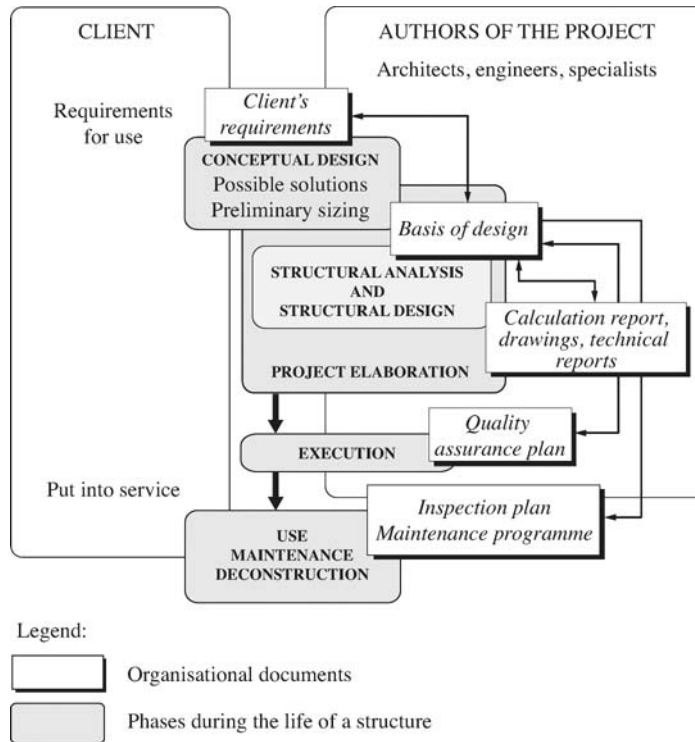 CLIENT
AUTHORS OF THE PROJECT
Architects, engineers, specialists
Requirements
for use
Client's
requirements
CONCEPTUAL DESIGN
Possible solutions
Preliminary sizing
Basis of design
STRUCTURAL ANALYSIS
AND
STRUCTURAL DESIGN
Calculation report,
drawings, technical
reports
PROJECT ELABORATION
Quality
assurance plan
EXECUTION
Put into service
Inspection plan
Maintenance programme
USE
MAINTENANCE
DECONSTRUCTION
Legend:
Organisational documents
Phases during the life of a structure